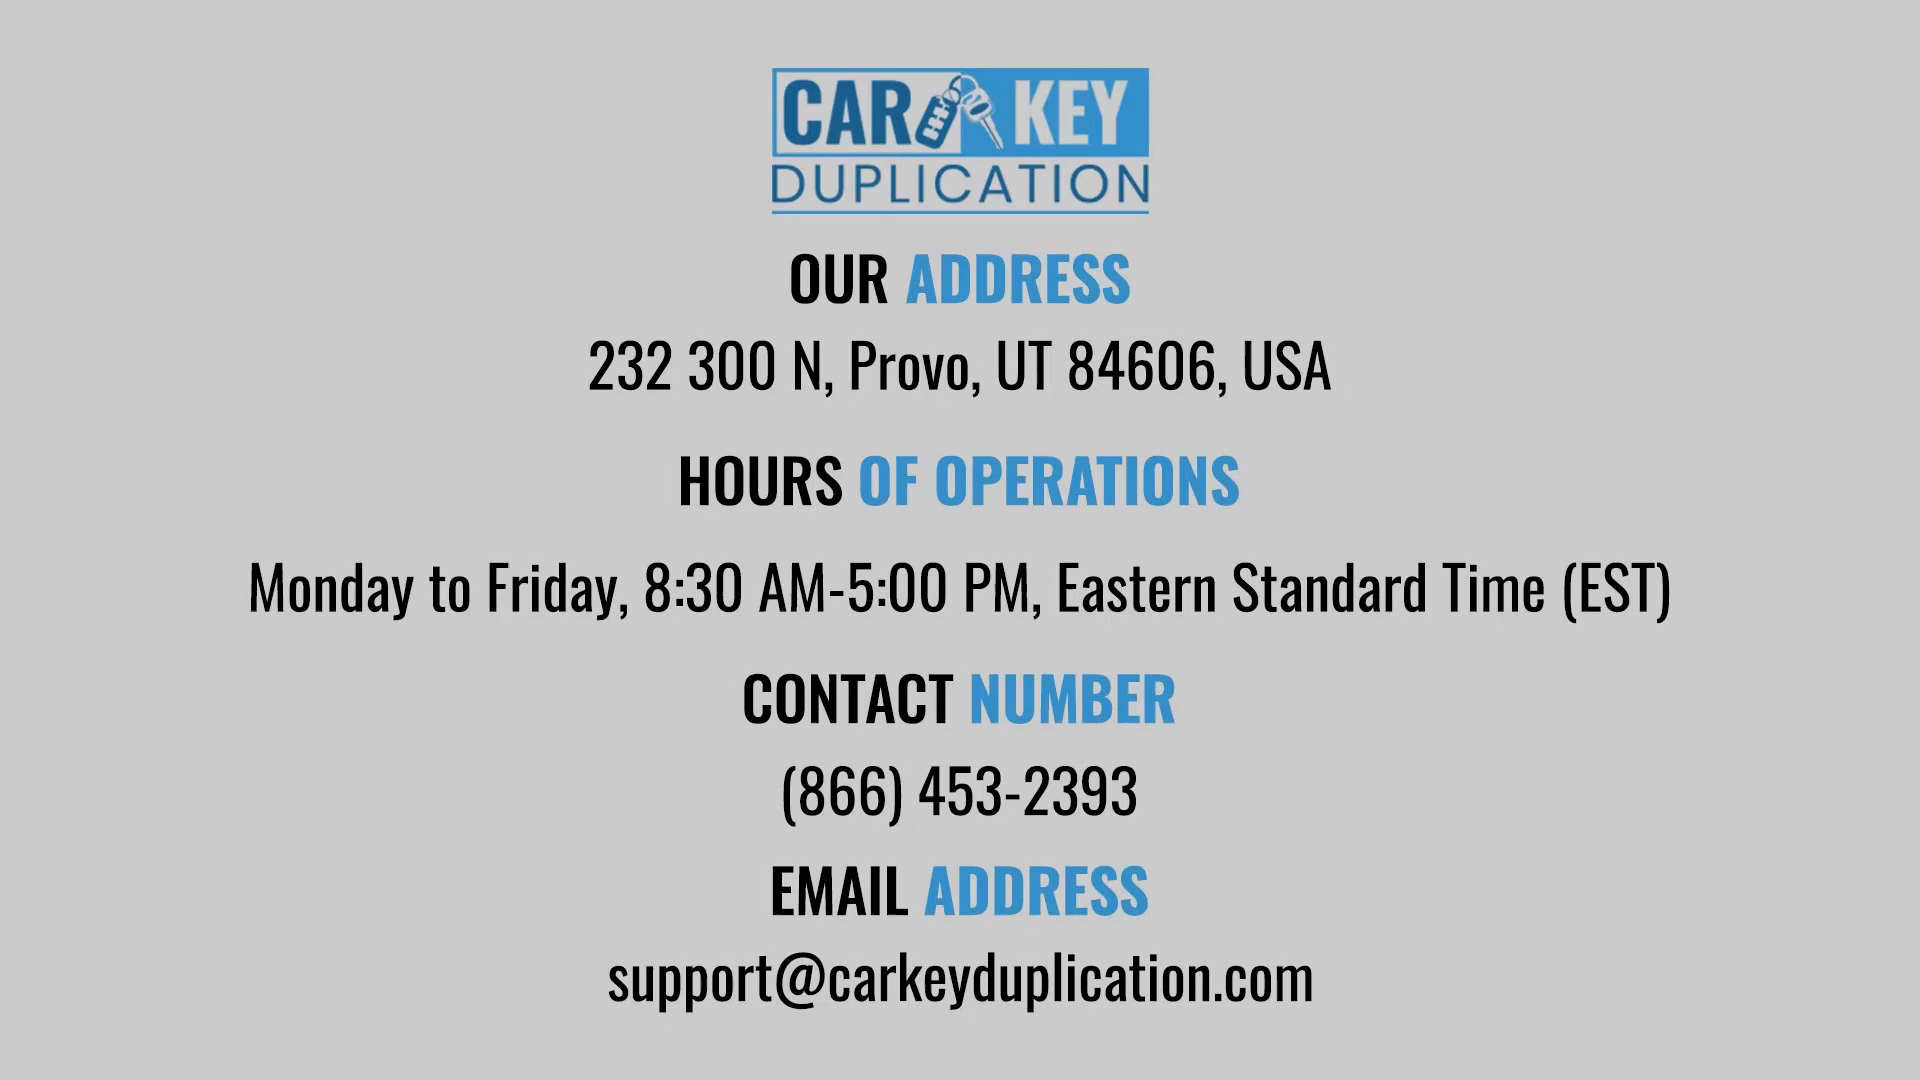 CAR KEY
DUPLICATION
OUR ADDRESS
232 300 N, Provo, UT 84606, USA
HOURS OF OPERATIONS
Monday to Friday, 8:30 AM-5:00 PM, Eastern Standard Time (EST)
CONTACT NUMBER
(866) 453-2393
EMAIL ADDRESS
support@carkeyduplication.com